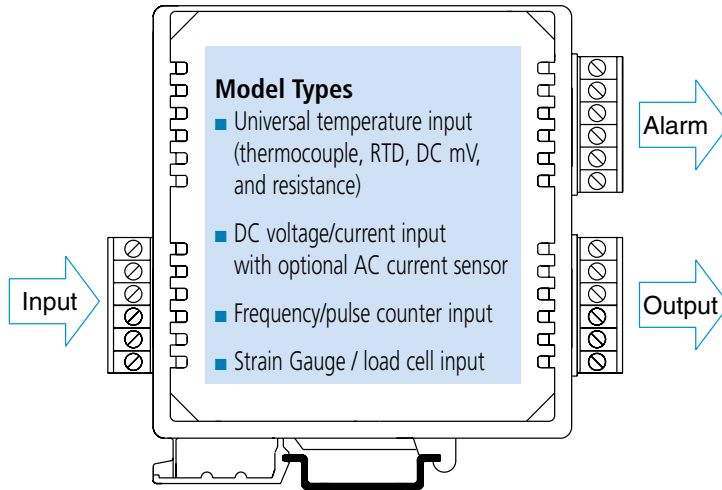 Model Types
■ Universal temperature input
(thermocouple, RTD, DC mV,
and resistance)
■ DC voltage/current input
with optional AC current sensor
■ Frequency/pulse counter input
■ Strain Gauge / load cell input
Input
Alarm
Output